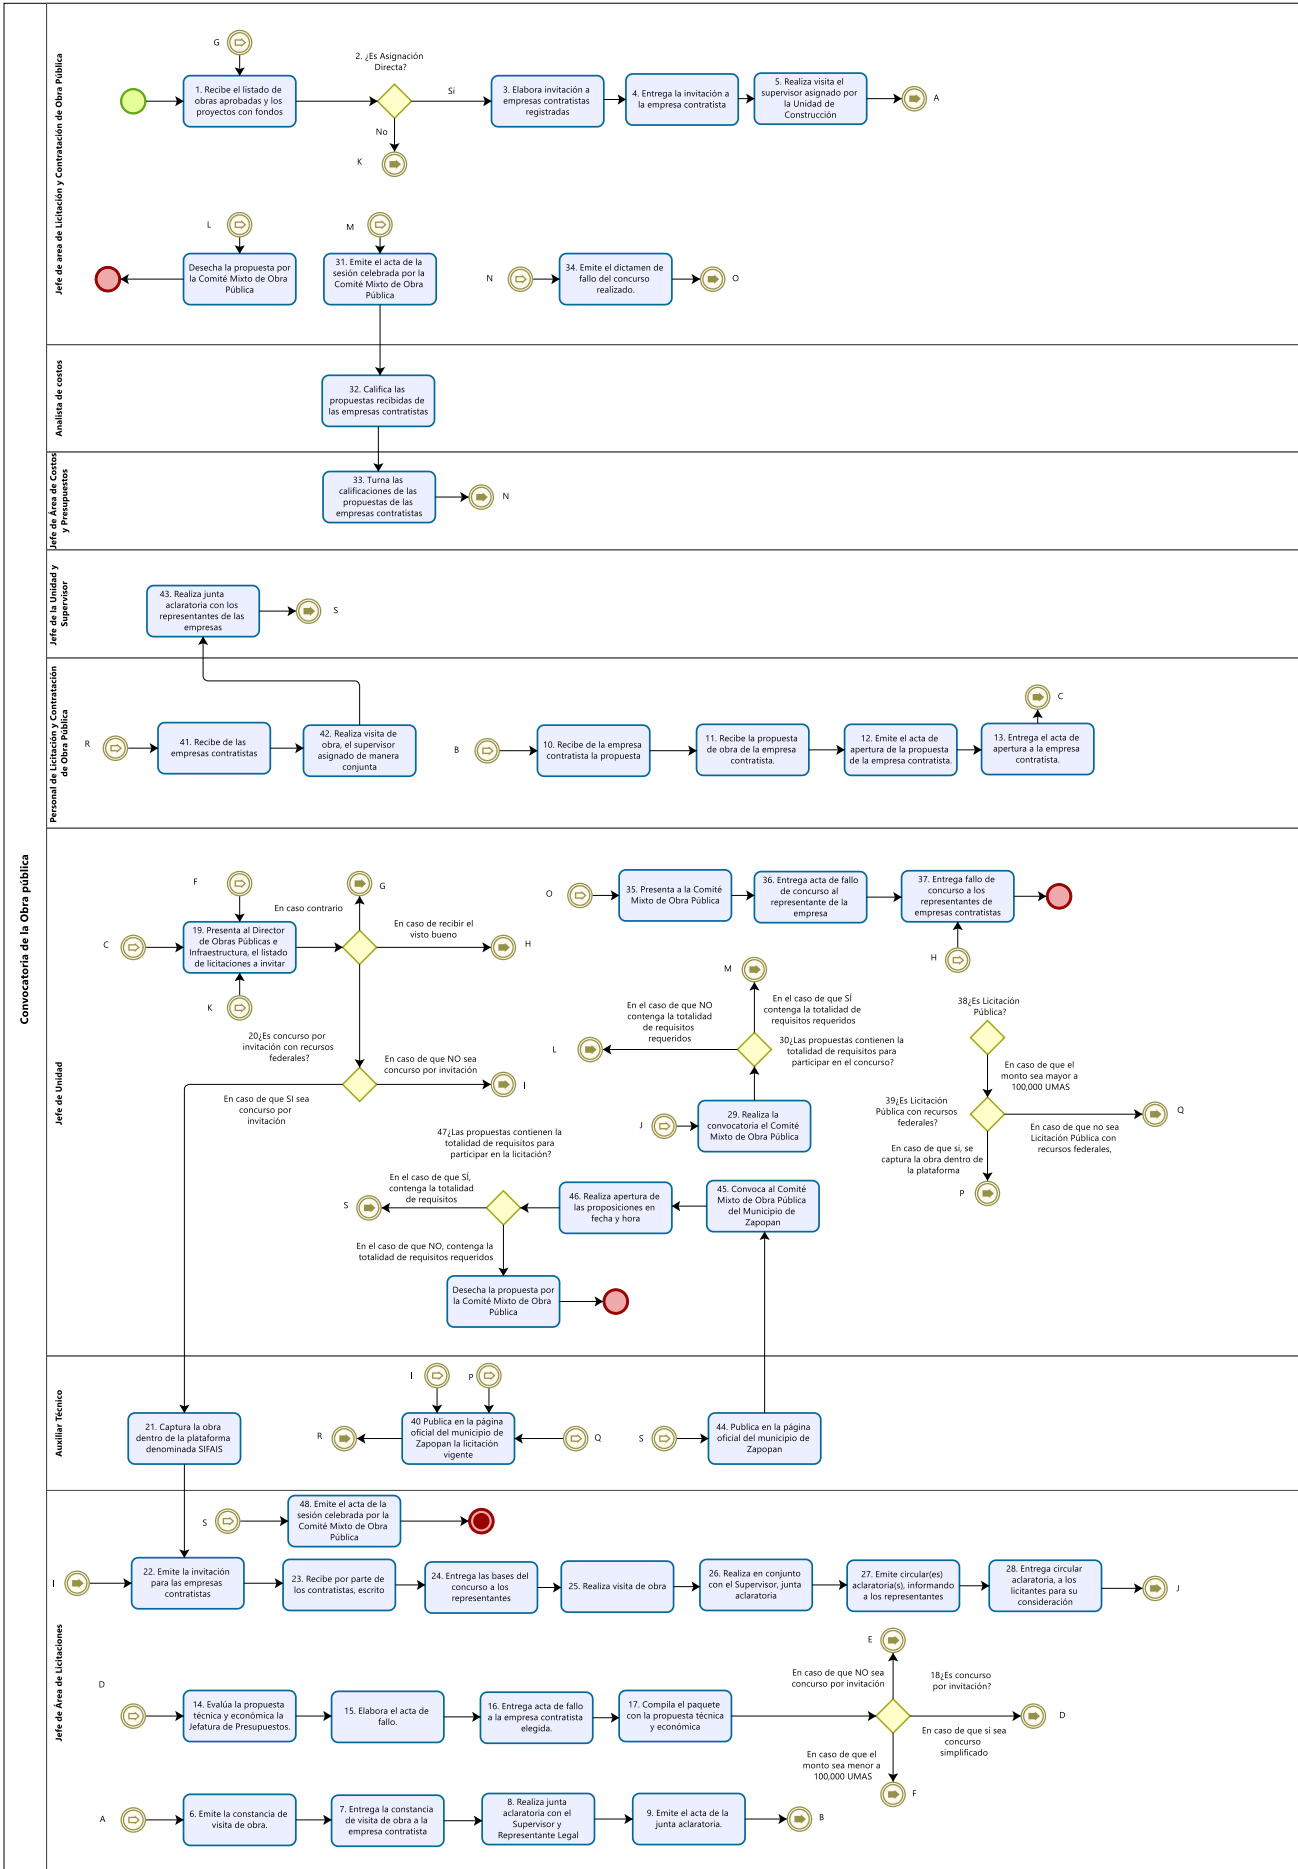 Convocatoria de la Obra pública
Jefe de area de Licitación y Contratación de Obra Pública
G
1. Recibe el listado de
obras aprobadas y los
proyectos con fondos
2. ¿Es Asignación
Directa?
Si
No
K
3. Elabora invitación a
empresas contratistas
registradas
4. Entrega la invitación a
la empresa contratista
5. Realiza visita el
supervisor asignado por
la Unidad de
Construcción
A
L
Desecha la propuesta por
la Comité Mixto de Obra
Pública
M
31. Emite el acta de la
sesión celebrada por la
Comité Mixto de Obra
Pública
N
34. Emite el dictamen de
fallo del concurso
realizado.
O
Analista de costos
32. Califica las
propuestas recibidas de
las empresas contratistas
Jefe de Área de Costos
y Presupuestos
33. Turna las
calificaciones de las
propuestas de las
empresas contratistas
N
Jefe de la Unidad y
Supervisor
43. Realiza junta
aclaratoria con los
representantes de las
empresas
S
Personal de Licitación y Contratación
de Obra Pública
R
41. Recibe de las
empresas contratistas
42. Realiza visita de
obra, el supervisor
asignado de manera
conjunta
B
10. Recibe de la empresa
contratista la propuesta
11. Recibe la propuesta
de obra de la empresa
contratista.
12. Emite el acta de
apertura de la propuesta
de la empresa contratista.
13. Entrega el acta de
apertura a la empresa
contratista.
C
Jefe de Unidad
F
C
K
19. Presenta al Director
de Obras Públicas e
Infraestructura, el listado
de licitaciones a invitar
En caso contrario
G
En caso de recibir el
visto bueno
H
20¿Es concurso por
invitación con recursos
federales?
En caso de que NO sea
concurso por invitación
I
En caso de que SI sea
concurso por
invitación
O
35. Presenta a la Comité
Mixto de Obra Pública
36. Entrega acta de fallo
de concurso al
representante de la
empresa
37. Entrega fallo de
concurso a los
representantes de
empresas contratistas
H
M
En el caso de que NO
contenga la totalidad
de requisitos
requeridos
En el caso de que SÍ
contenga la totalidad de
requisitos requeridos
L
30¿Las propuestas contienen la
totalidad de requisitos para
participar en el concurso?
J
29. Realiza la
convocatoria el Comité
Mixto de Obra Pública
38¿Es Licitación
Pública?
En caso de que el
monto sea mayor a
100,000 UMAS
39¿Es Licitación
Pública con recursos
federales?
Q
En caso de que no sea
Licitación Pública con
recursos federales,
En caso de que si, se
captura la obra dentro de
la plataforma
P
47¿Las propuestas contienen la
totalidad de requisitos para
participar en la licitación?
En el caso de que SÍ,
contenga la totalidad
de requisitos
S
46. Realiza apertura de
las proposiciones en
fecha y hora
45. Convoca al Comité
Mixto de Obra Pública
del Municipio de
Zapopan
En el caso de que NO, contenga la
totalidad de requisitos requeridos
Desecha la propuesta por
la Comité Mixto de Obra
Pública
Auxiliar Técnico
21. Captura la obra
dentro de la plataforma
denominada SIFAIS
I
P
R
40 Publica en la página
oficial del municipio de
Zapopan la licitación
vigente
Q
S
44. Publica en la página
oficial del municipio de
Zapopan
Jefe de Área de Licitaciones
S
48. Emite el acta de la
sesión celebrada por la
Comité Mixto de Obra
Pública
I
22. Emite la invitación
para las empresas
contratistas
23. Recibe por parte de
los contratistas, escrito
24. Entrega las bases del
concurso a los
representantes
25. Realiza visita de obra
26. Realiza en conjunto
con el Supervisor, junta
aclaratoria
27. Emite circular(es)
aclaratoria(s), informando
a los representantes
28. Entrega circular
aclaratoria, a los
licitantes para su
consideración
J
D
14. Evalúa la propuesta
técnica y económica la
Jefatura de Presupuestos.
15. Elabora el acta de
fallo.
16. Entrega acta de fallo
a la empresa contratista
elegida.
17. Compila el paquete
con la propuesta técnica
y económica
E
En caso de que NO sea
concurso por invitación
18¿Es concurso
por invitación?
D
En caso de que si sea
concurso
simplificado
En caso de que el
monto sea menor a
100,000 UMAS
F
A
6. Emite la constancia de
visita de obra.
7. Entrega la constancia
de visita de obra a la
empresa contratista
8. Realiza junta
aclaratoria con el
Supervisor y
Representante Legal
9. Emite el acta de la
junta aclaratoria.
B